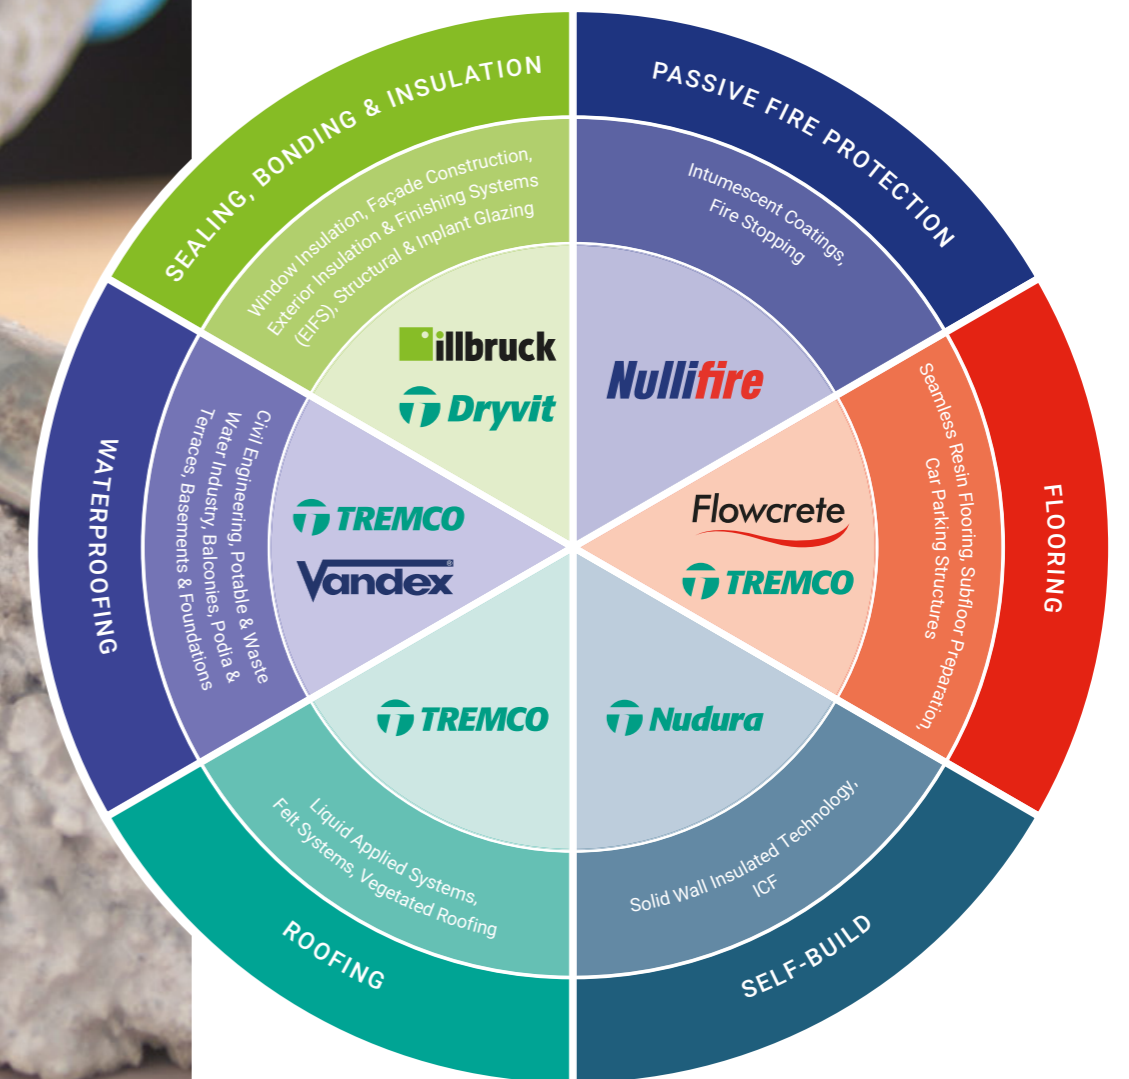 SEALING, BONDING & INSULATION
Window Insulation, Façade Construction,
Exterior Insulation & Finishing Systems
(EIFS), Structural & Inplant Glazing
illbruck
Dryvit
PASSIVE FIRE PROTECTION
Intumescent Coatings,
Fire Stopping
Nullifire
FLOORING
Seamless Resin Flooring, Subfloor Preparation,
Car Parking Structures
Flowcrete
TREMCO
SELF-BUILD
Solid Wall Insulated Technology,
ICF
Nudura
ROOFING
Liquid Applied Systems,
Felt Systems, Vegetated Roofing
TREMCO
WATERPROOFING
Civil Engineering, Potable & Waste
Water Industry, Balconies, Podia &
Terraces, Basements & Foundations
TREMCO
Vandex®